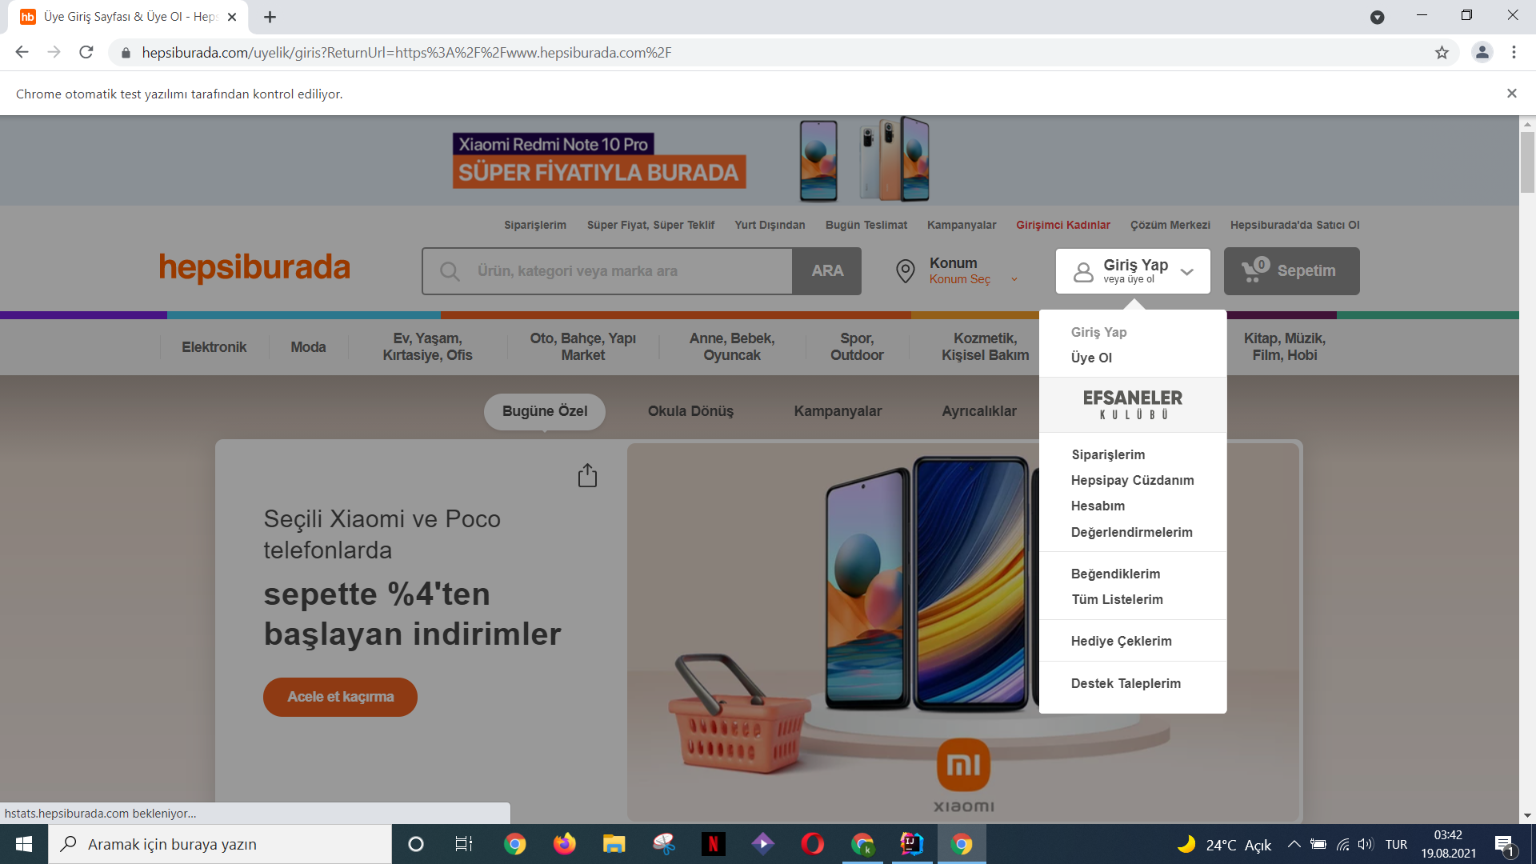 Üye Giriş Sayfası & Üye Ol - Heps
hepsiburada.com/uyelik/giris?ReturnUrl=https%3A%2F%2Fwww.hepsiburada.com%2F
Chrome otomatik test yazılımı tarafından kontrol ediliyor.
Xiaomi Redmi Note 10 Pro
SÜPER FİYATIYLA BURADA
Siparişlerim Süper Fiyat, Süper Teklif Yurt Dışından Bugün Teslimat Kampanyalar Girişimci Kadınlar Çözüm Merkezi Hepsiburada'da Satıcı Ol
hepsiburada
Ürün, kategori veya marka ara
ARA
Konum
Konum Seç
Giriş Yap
veya üye ol
0
Sepetim
Elektronik
Moda
Ev, Yaşam,
Kırtasiye, Ofis
Oto, Bahçe, Yapı
Market
Anne, Bebek,
Oyuncak
Spor,
Outdoor
Kozmetik,
Kişisel Bakım
Kitap, Müzik,
Film, Hobi
Giriş Yap
Üye Ol
EFSANELER
KULÜBÜ
Siparişlerim
Hepsipay Cüzdanım
Hesabım
Değerlendirmelerim
Beğendiklerim
Tüm Listelerim
Hediye Çeklerim
Destek Taleplerim
Bugüne Özel Okula Dönüş Kampanyalar Ayrıcalıklar
Seçili Xiaomi ve Poco
telefonlarda
sepette %4'ten
başlayan indirimler
Acele et kaçırma
mi
xiaomi
hstats.hepsiburada.com bekleniyor...
Aramak için buraya yazın
24°C Açık
TUR
03:42
19.08.2021
1